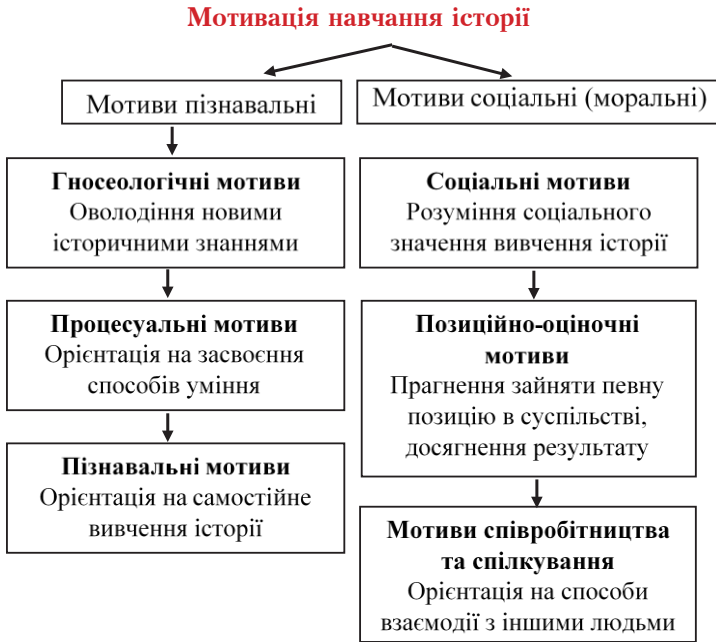 Мотивація навчання історії
Мотиви пізнавальні
Мотиви соціальні (моральні)
Гносеологічні мотиви
Оволодіння новими
історичними знаннями
Процесуальні мотиви
Орієнтація на засвоєння
способів уміння
Пізнавальні мотиви
Орієнтація на самостійне
вивчення історії
Соціальні мотиви
Розуміння соціального
значення вивчення історії
Позиційно-оціночні
мотиви
Прагнення зайняти певну
позицію в суспільстві,
досягнення результату
Мотиви співробітництва
та спілкування
Орієнтація на способи
взаємодії з іншими людьми